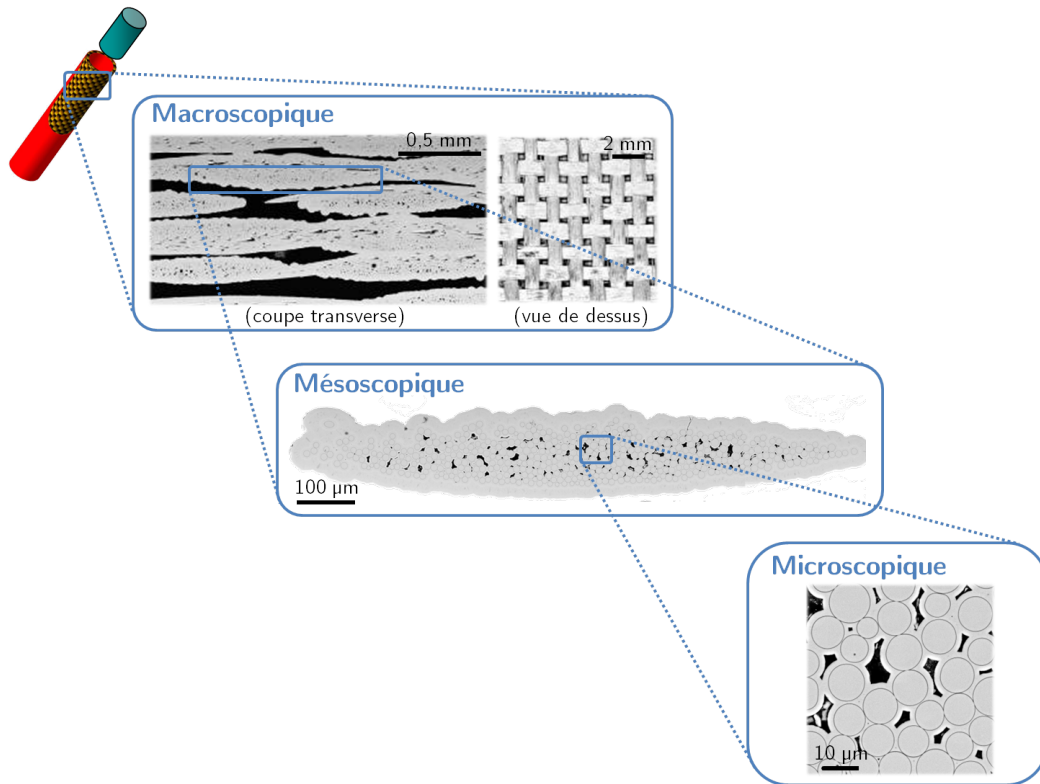 Macroscopique
0,5 mm
2 mm
(coupe transverse)
(vue de dessus)
Mésoscopique
100 µm
Microscopique
10 µm